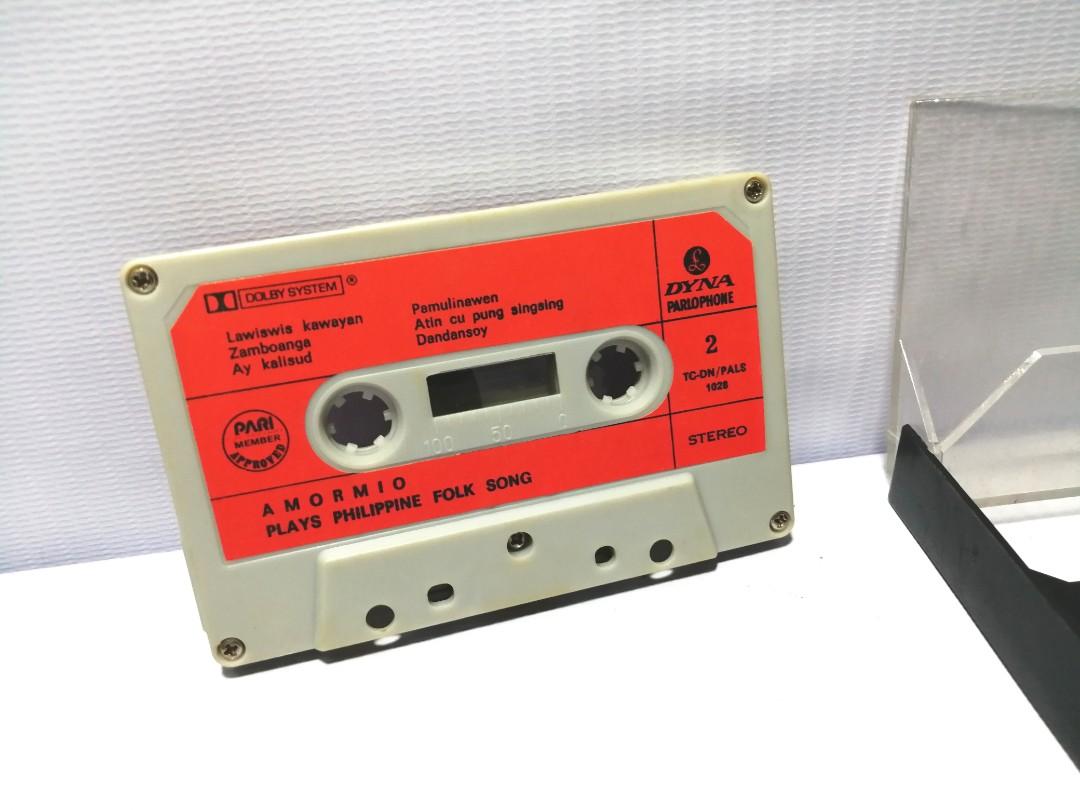 DOLBY SYSTEM ®
Lawiswis kawayan
Zamboanga
Ay kalisud
Pamulinawen
Atin cu pung singsing
Dandansoy
£
DYNA
PARLOPHONE
2
TC-DN/PALS
1028
STEREO
PARI
MEMBER
APPROVED
100 50 0
AMORMIO
PLAYS PHILIPPINE FOLK SONG